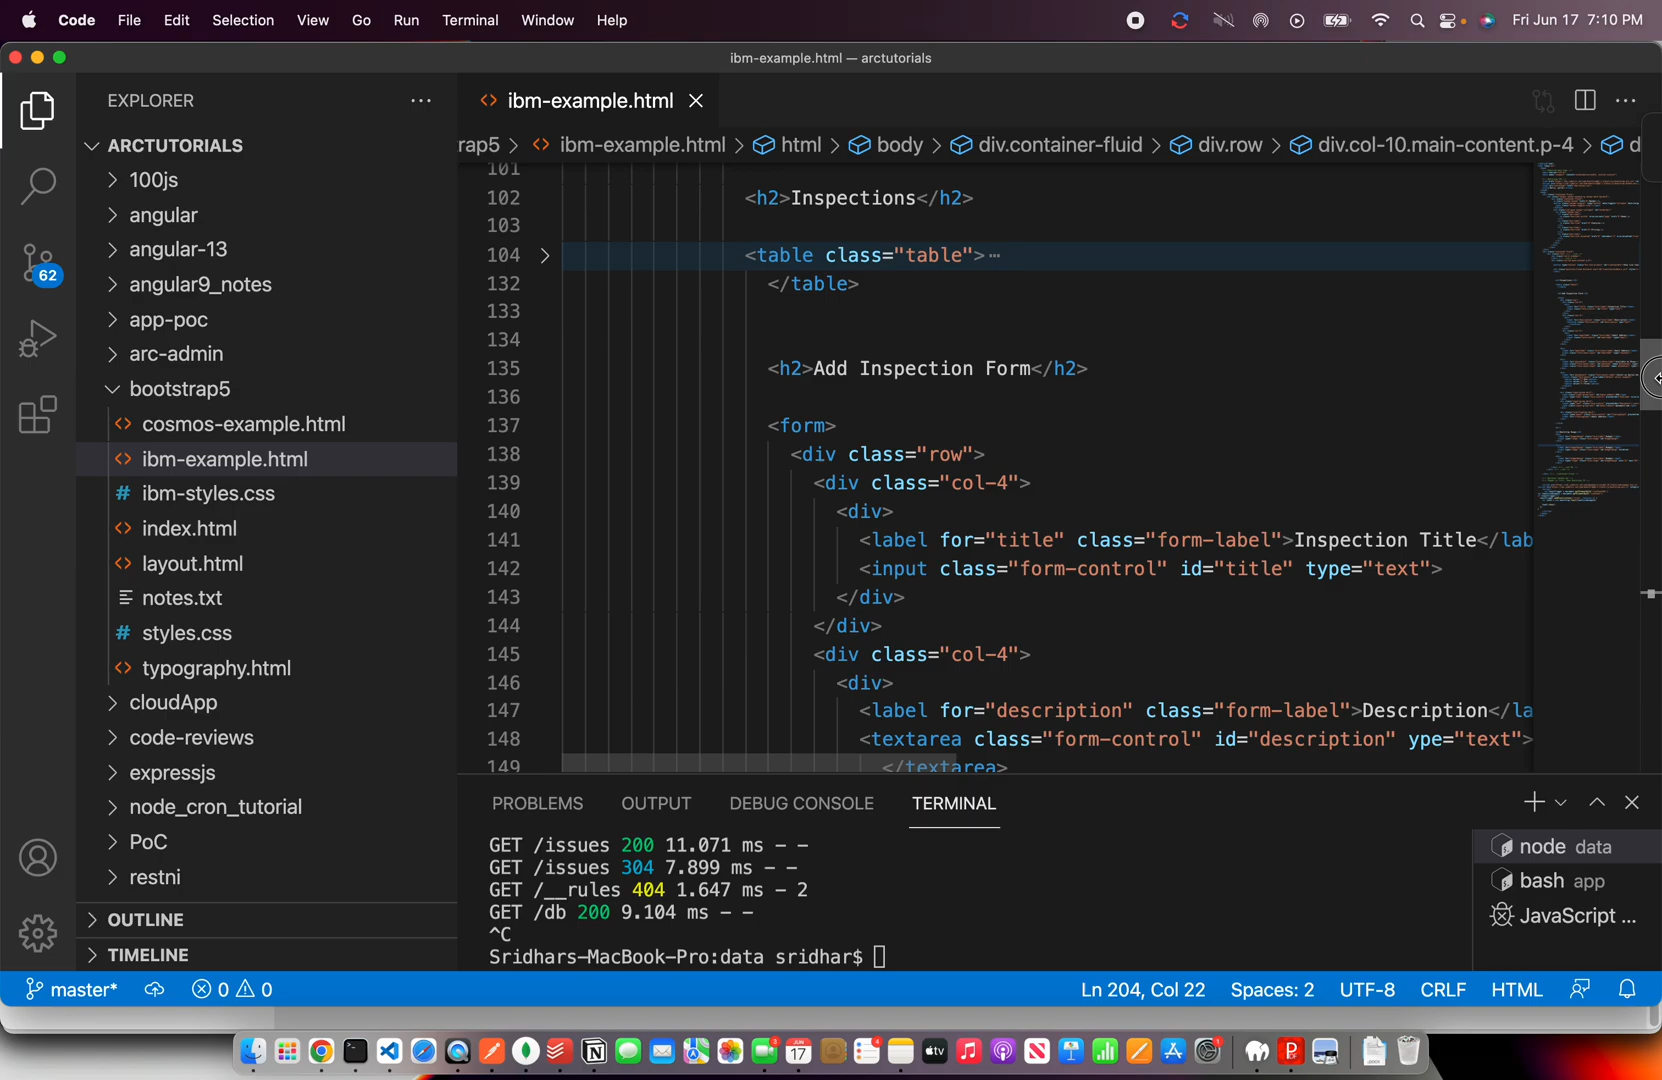 Code File Edit Selection View Go Run Terminal Window Help Fri Jun 17 7:10 PM
ibm-example.html — arctutorials
EXPLORER
ARCTUTORIALS
100js
angular
angular-13
angular9_notes
app-poc
arc-admin
bootstrap5
cosmos-example.html
ibm-example.html
ibm-styles.css
index.html
layout.html
notes.txt
styles.css
typography.html
cloudApp
code-reviews
expressjs
node_cron_tutorial
PoC
restni
OUTLINE
TIMELINE
62
ibm-example.html
rap5 > ibm-example.html > html > body > div.container-fluid > div.row > div.col-10.main-content.p-4 > d
101
102 <h2>Inspections</h2>
103
104 <table class="table">…
132 </table>
133
134
135 <h2>Add Inspection Form</h2>
136
137 <form>
138 <div class="row">
139 <div class="col-4">
140 <div>
141 <label for="title" class="form-label">Inspection Title</lab
142 <input class="form-control" id="title" type="text">
143 </div>
144 </div>
145 <div class="col-4">
146 <div>
147 <label for="description" class="form-label">Description</la
148 <textarea class="form-control" id="description" ype="text">
149 </textarea>
PROBLEMS OUTPUT DEBUG CONSOLE TERMINAL
GET /issues 200 11.071 ms - -
GET /issues 304 7.899 ms - -
GET /__rules 404 1.647 ms - 2
GET /db 200 9.104 ms - -
^C
Sridhars-MacBook-Pro:data sridhar$
node data
bash app
JavaScript ...
master* 0 0 Ln 204, Col 22 Spaces: 2 UTF-8 CRLF HTML